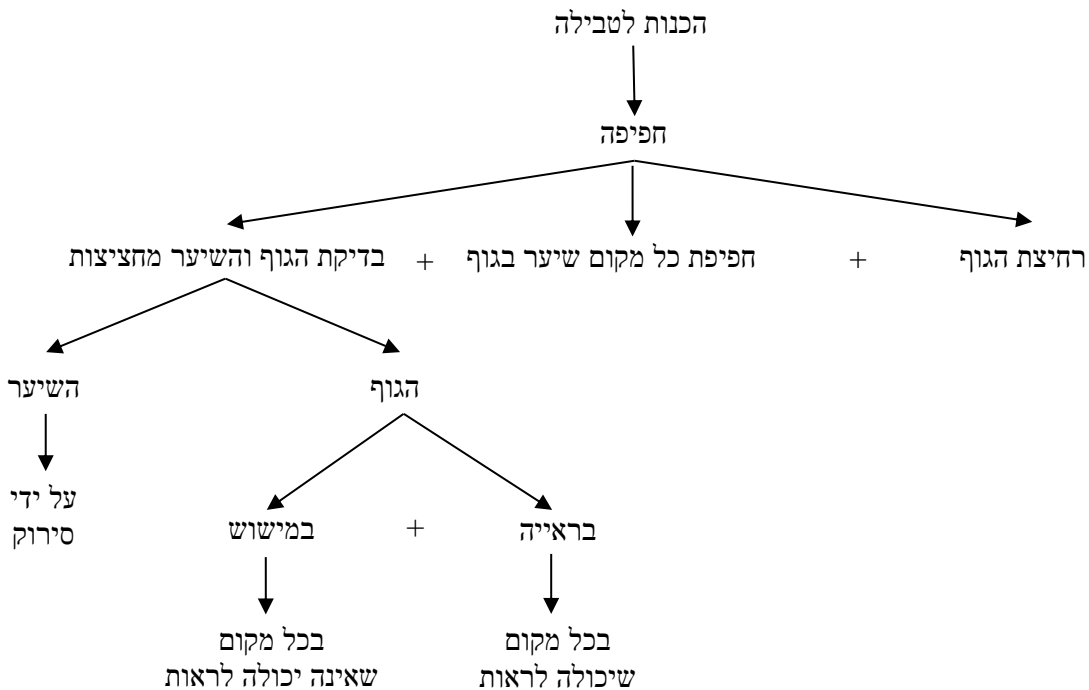 הכנות לטבילה
חפיפה
רחיצת הגוף + חפיפת כל מקום שיער בגוף + בדיקת הגוף והשיער מחציצות
הגוף
השיער
בראייה + במישוש
על ידי
סירוק
בכל מקום
שיכולה לראות
בכל מקום
שאינה יכולה לראות